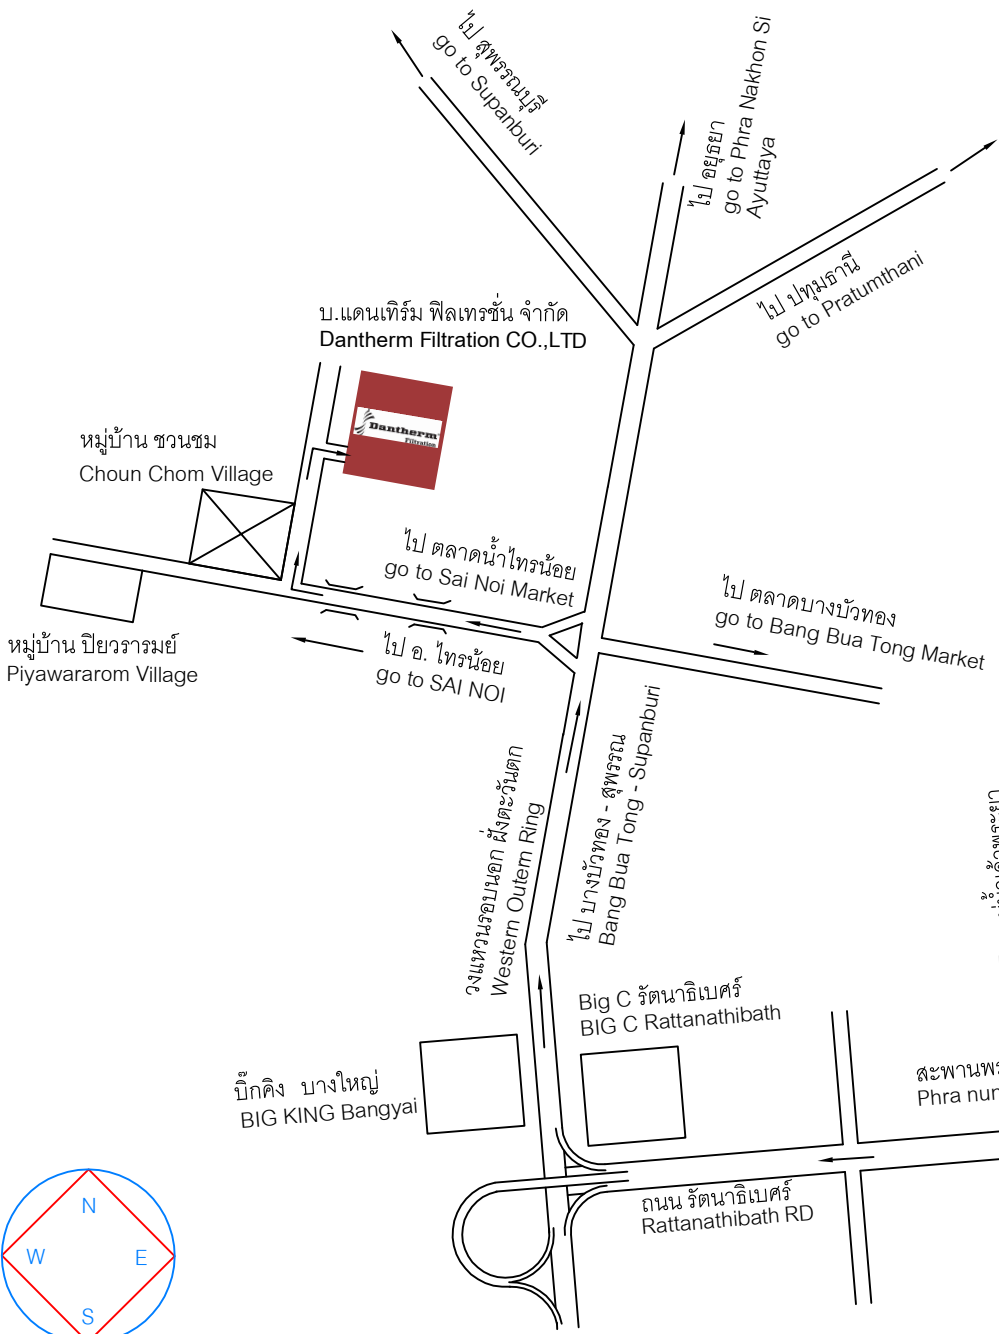 ไป สุพรรณบุรี
go to Supanburi
ไป อยุธยา
go to Phra Nakhon Si
Ayuttaya
ไป ปทุมธานี
go to Pratumthani
บ.แดนเทิร์ม ฟิลเทรชั่น จำกัด
Dantherm Filtration CO.,LTD
Dantherm
Filtration
หมู่บ้าน ชวนชม
Choun Chom Village
ไป ตลาดน้ำไทรน้อย
go to Sai Noi Market
ไป ตลาดบางบัวทอง
go to Bang Bua Tong Market
หมู่บ้าน ปิยวรารมย์
Piyawararom Village
ไป อ. ไทรน้อย
go to SAI NOI
วงแหวนรอบนอก ฝั่งตะวันตก
Western Outern Ring
ไป บางบัวทอง - สุพรรณ
Bang Bua Tong - Supanburi
Big C รัตนาธิเบศร์
BIG C Rattanathibath
บิ๊กคิง บางใหญ่
BIG KING Bangyai
สะพานพร
Phra nun
ถนน รัตนาธิเบศร์
Rattanathibath RD
N
W
E
S